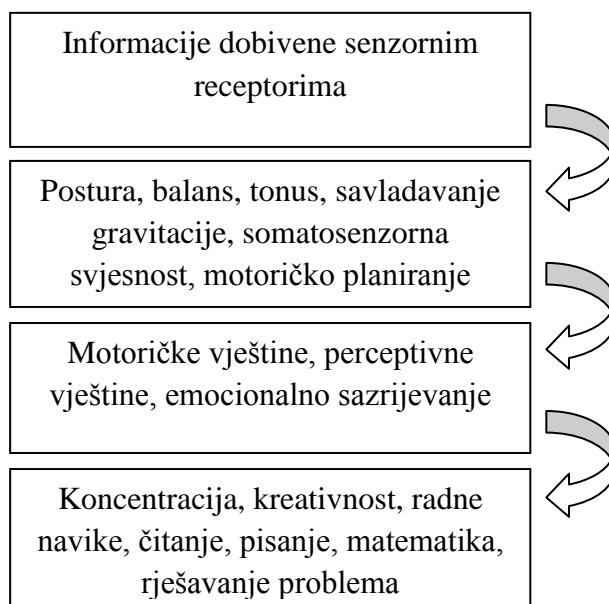 Informacije dobivene senzornim
receptorima
Postura, balans, tonus, savladavanje
gravitacije, somatosenzorna
svjesnost, motoričko planiranje
Motoričke vještine, perceptivne
vještine, emocionalno sazrijevanje
Koncentracija, kreativnost, radne
navike, čitanje, pisanje, matematika,
rješavanje problema